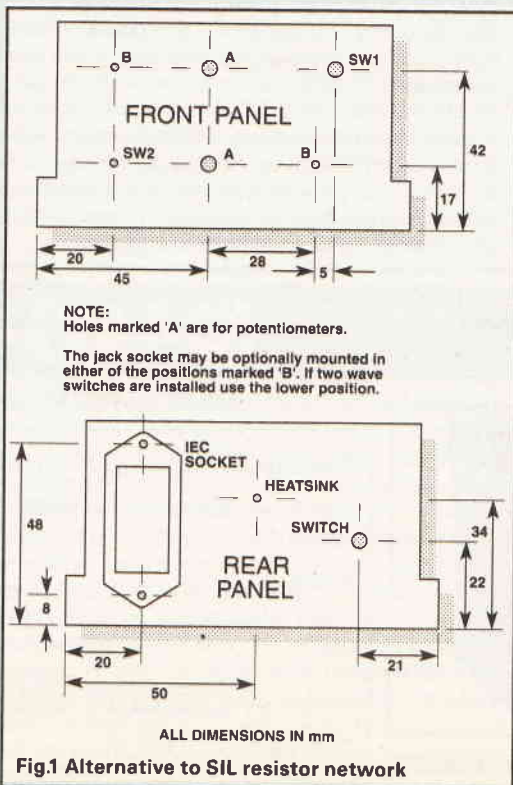 B
A
SW1
FRONT PANEL
SW2
A
B
42
17
20
28
5
45
NOTE:
Holes marked 'A' are for potentiometers.
The jack socket may be optionally mounted in
either of the positions marked 'B'. If two wave
switches are installed use the lower position.
IEC
SOCKET
HEATSINK
SWITCH
48
34
REAR
PANEL
22
8
20
21
50
ALL DIMENSIONS IN mm
Fig.1 Alternative to SIL resistor network